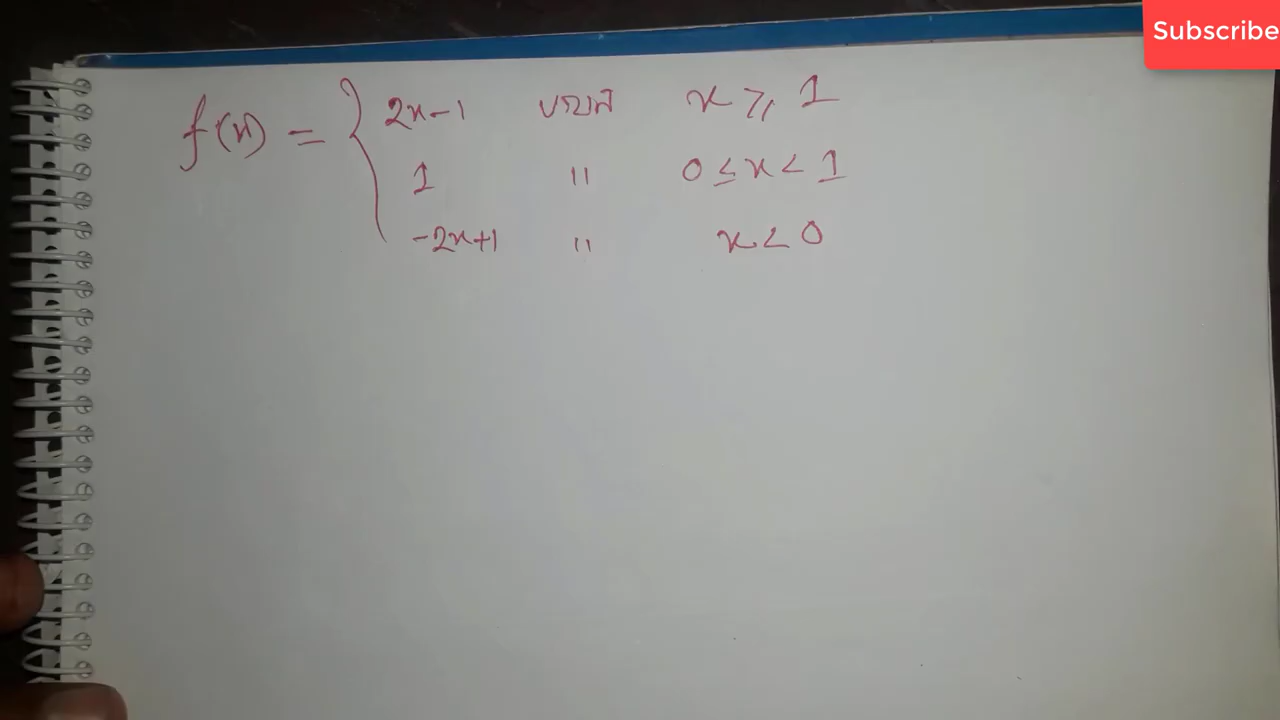 Subscribe
f(x) = { 2x-1 যখন x ≥ 1
1 " 0 ≤ x < 1
-2x+1 " x < 0